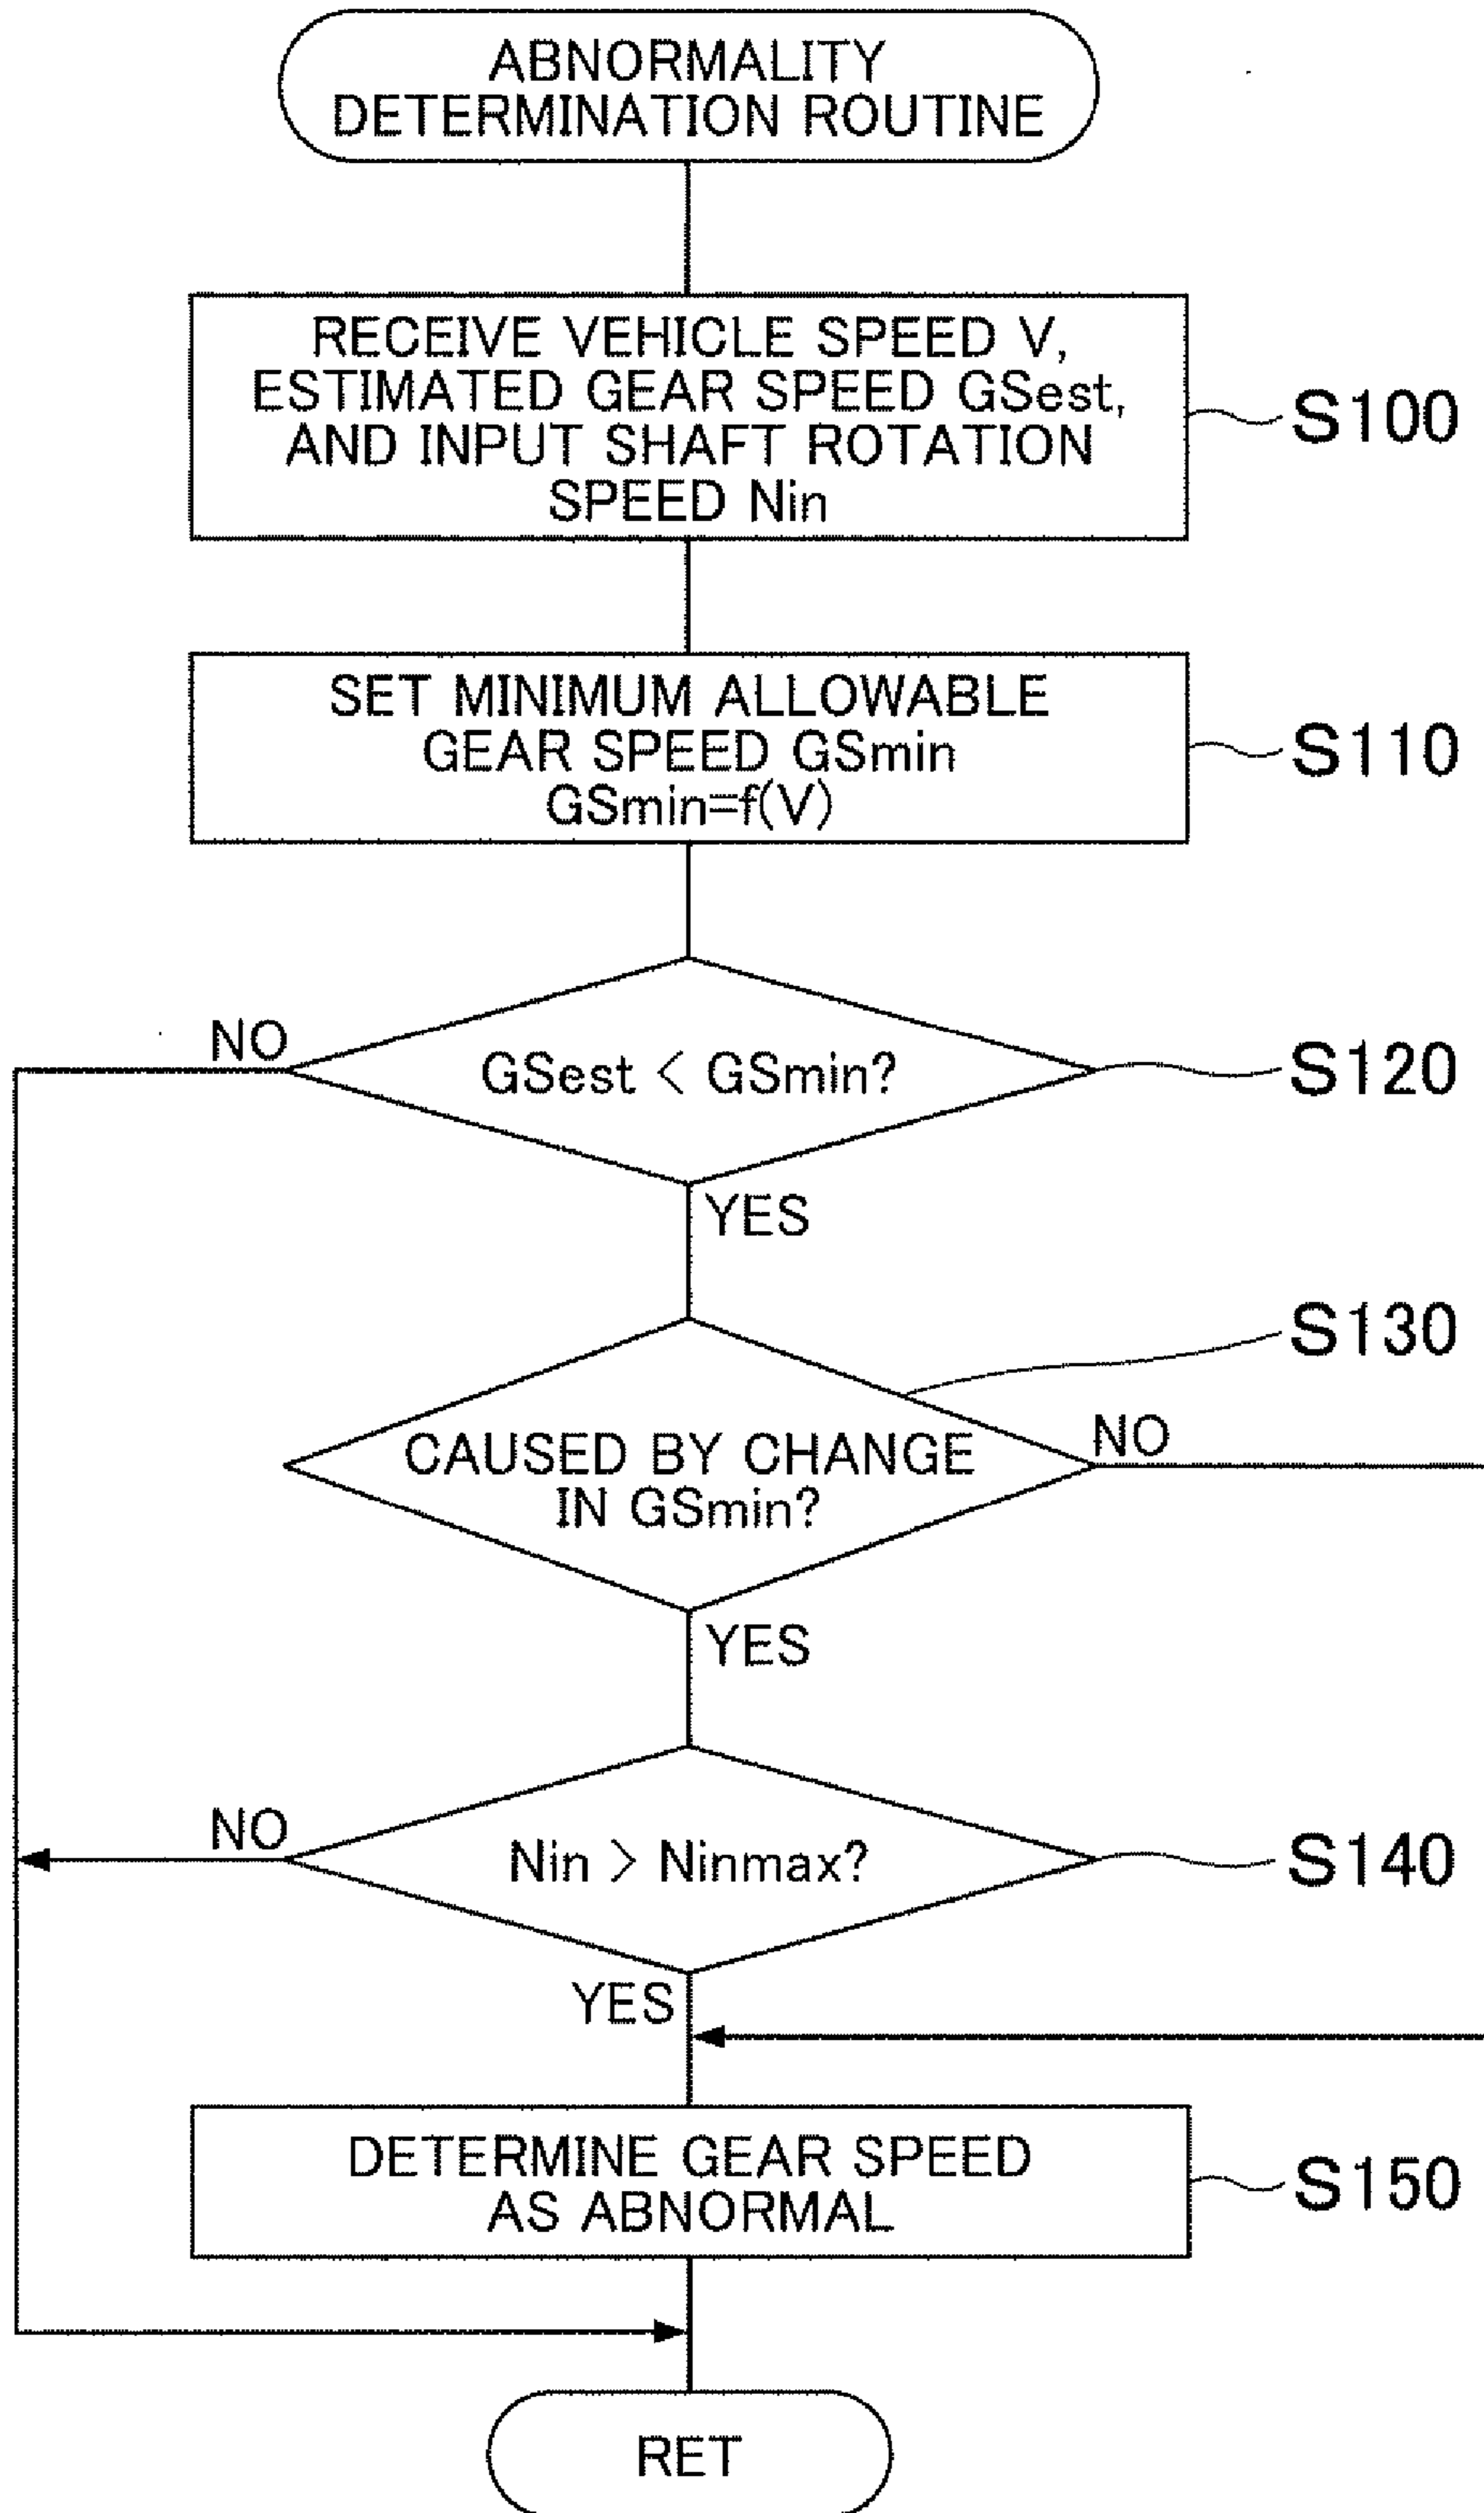 ABNORMALITY
DETERMINATION ROUTINE
RECEIVE VEHICLE SPEED V,
ESTIMATED GEAR SPEED GSest,
AND INPUT SHAFT ROTATION
SPEED Nin
S100
SET MINIMUM ALLOWABLE
GEAR SPEED GSmin
GSmin=f(V)
S110
NO
GSest < GSmin?
S120
YES
S130
CAUSED BY CHANGE
IN GSmin?
NO
YES
NO
Nin > Ninmax?
S140
YES
DETERMINE GEAR SPEED
AS ABNORMAL
S150
RET